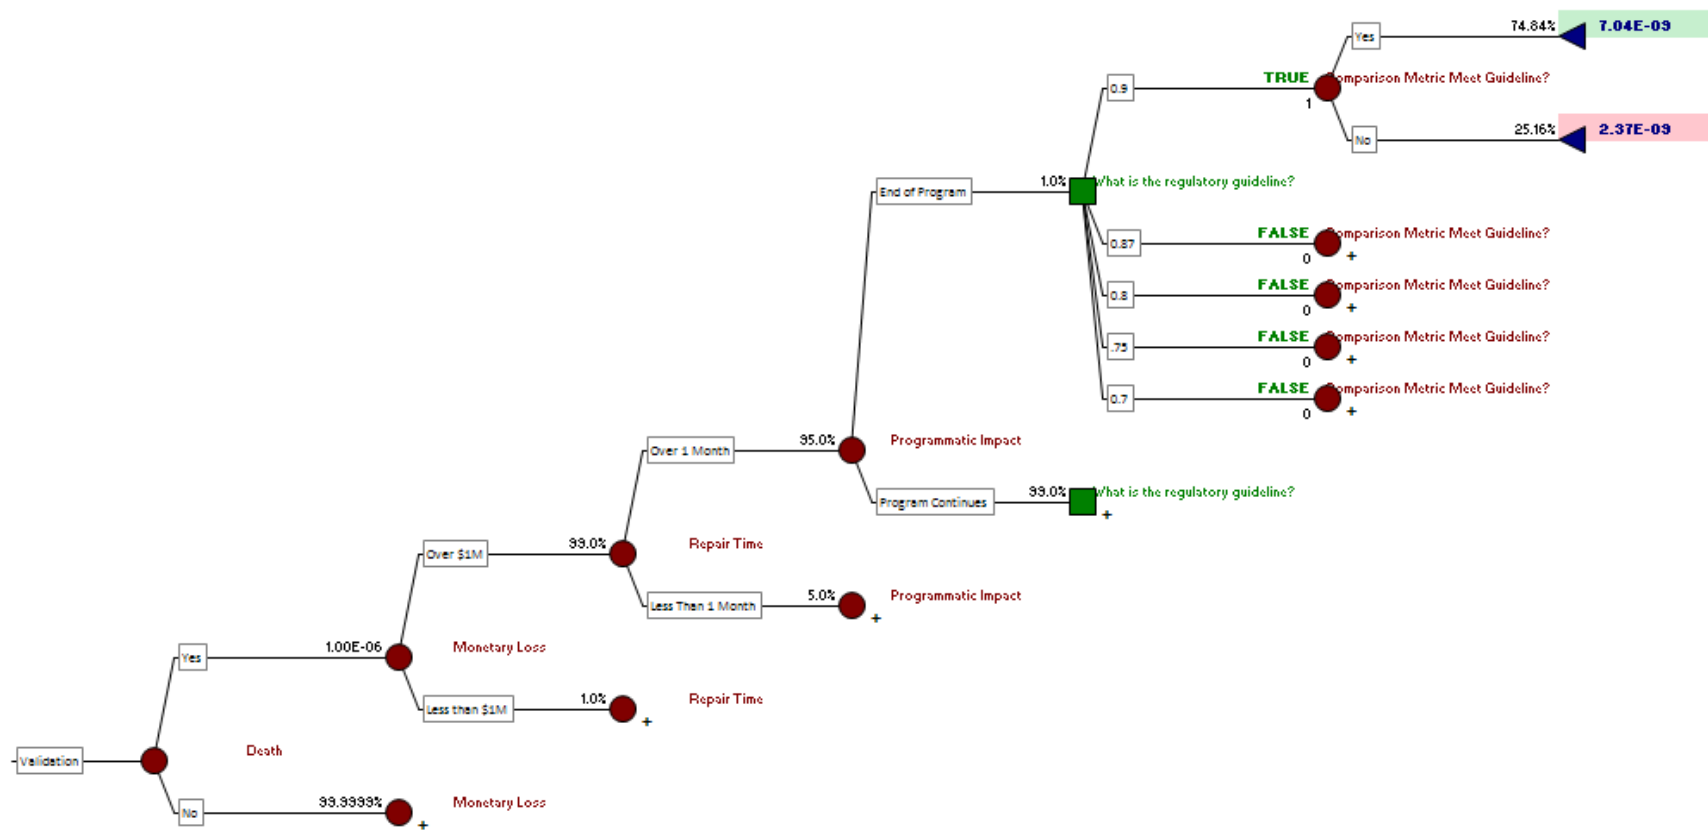 74.84% 7.04E-09
Yes
TRUE Comparison Metric Meet Guideline?
0.9
1
25.16% 2.37E-09
No
1.0% What is the regulatory guideline?
End of Program
FALSE Comparison Metric Meet Guideline?
0.87
0 +
FALSE Comparison Metric Meet Guideline?
0.8
0 +
FALSE Comparison Metric Meet Guideline?
.75
0 +
FALSE Comparison Metric Meet Guideline?
0.7
0 +
95.0% Programmatic Impact
Over 1 Month
99.0% What is the regulatory guideline?
Program Continues
+
99.0% Repair Time
Over $1M
5.0% Programmatic Impact
Less Than 1 Month
+
1.00E-06 Monetary Loss
Yes
1.0% Repair Time
Less than $1M
+
Death
Validation
99.9999% Monetary Loss
No
+